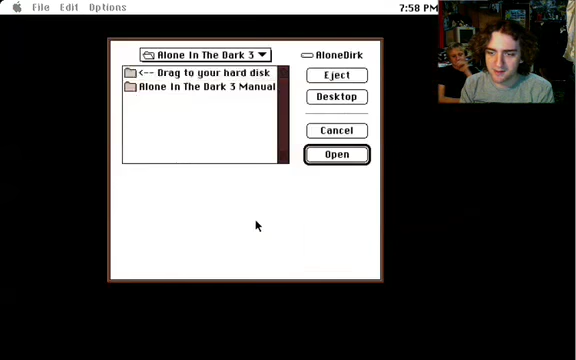 File Edit Options 7:58 PM
Alone In The Dark 3
AloneDirk
<-- Drag to your hard disk
Alone In The Dark 3 Manual
Eject
Desktop
Cancel
Open